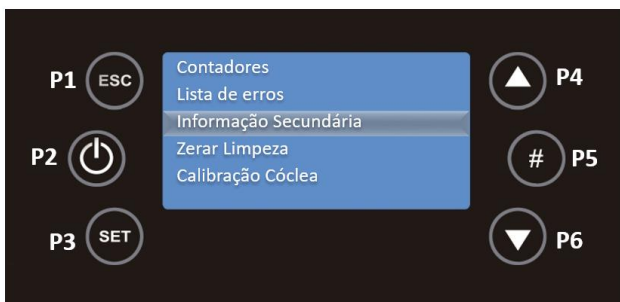 P1 ESC
P2
P3 SET
Contadores
Lista de erros
Informação Secundária
Zerar Limpeza
Calibração Cóclea
P4
# P5
P6